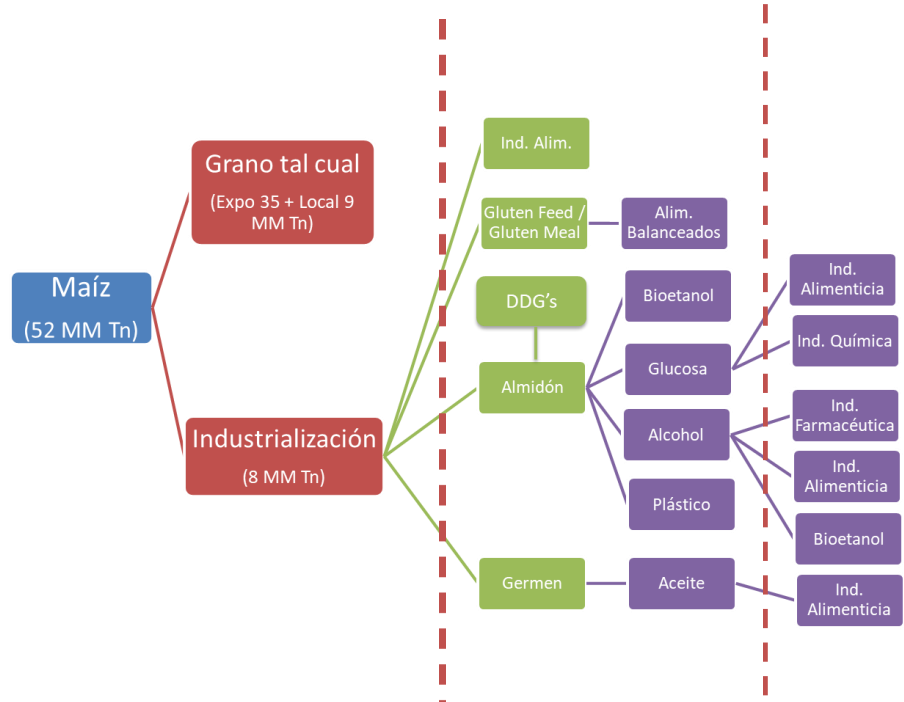 Maíz
(52 MM Tn)
Grano tal cual
(Expo 35 + Local 9
MM Tn)
Industrialización
(8 MM Tn)
Ind. Alim.
Gluten Feed /
Gluten Meal
DDG’s
Almidón
Germen
Alim.
Balanceados
Bioetanol
Glucosa
Alcohol
Plástico
Aceite
Ind.
Alimenticia
Ind. Química
Ind.
Farmacéutica
Ind.
Alimenticia
Bioetanol
Ind.
Alimenticia